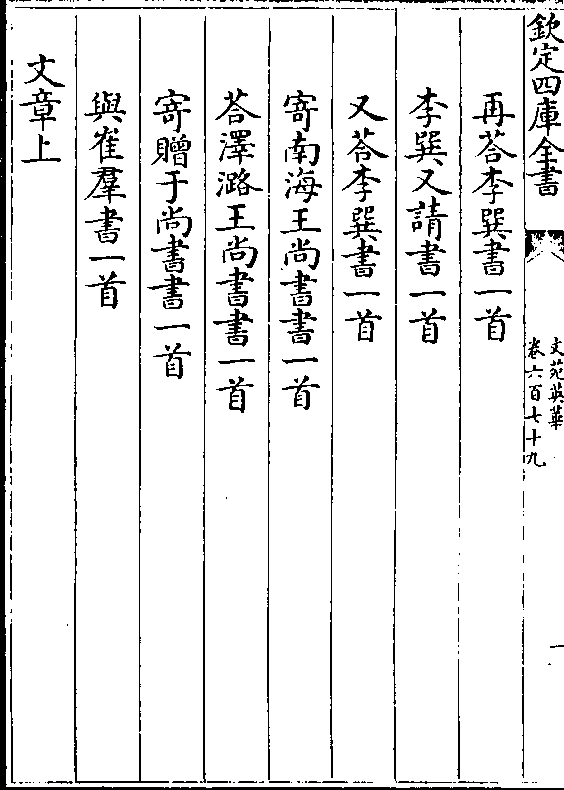 欽定四庫全書
文苑英華
卷六百七十九
一
再荅李巽書一首
李巽又請書一首
又荅李巽書一首
寄南海王尚書書一首
荅澤潞王尚書書一首
寄贈于尚書書一首
與崔羣書一首
文章上